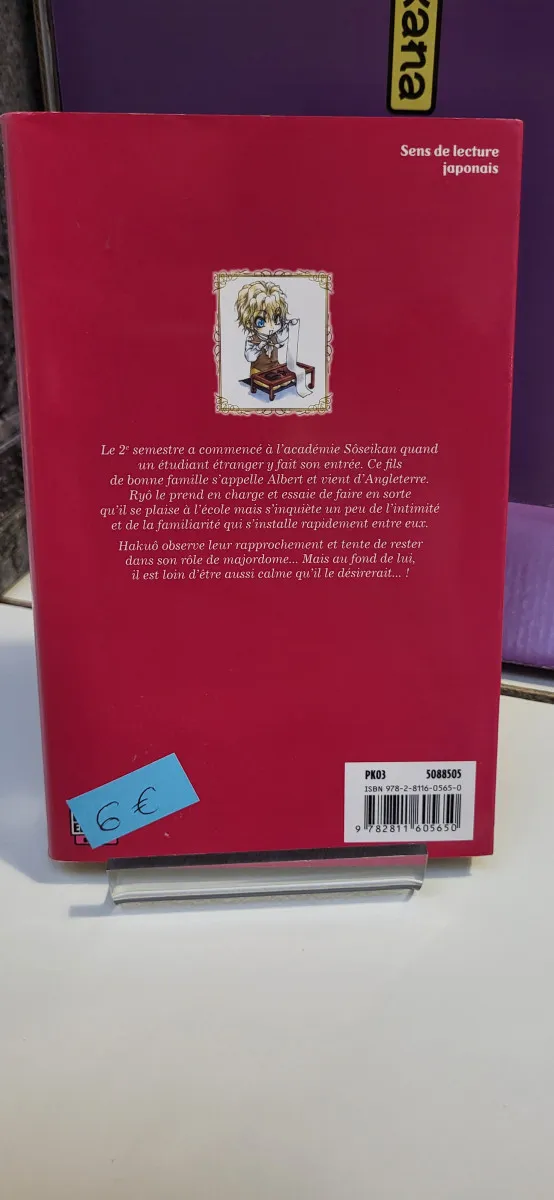 kana
Sens de lecture
japonais
Le 2e semestre a commencé à l'académie Sôseikan quand
un étudiant étranger y fait son entrée. Ce fils
de bonne famille s'appelle Albert et vient d'Angleterre.
Ryô le prend en charge et essaie de faire en sorte
qu'il se plaise à l'école mais s'inquiète un peu de l'intimité
et de la familiarité qui s'installe rapidement entre eux.
Hakuô observe leur rapprochement et tente de rester
dans son rôle de majordome... Mais au fond de lui,
il est loin d'être aussi calme qu'il le désirerait... !
6 €
PK03 5088505
ISBN 978-2-8116-0565-0
9 782811 605650